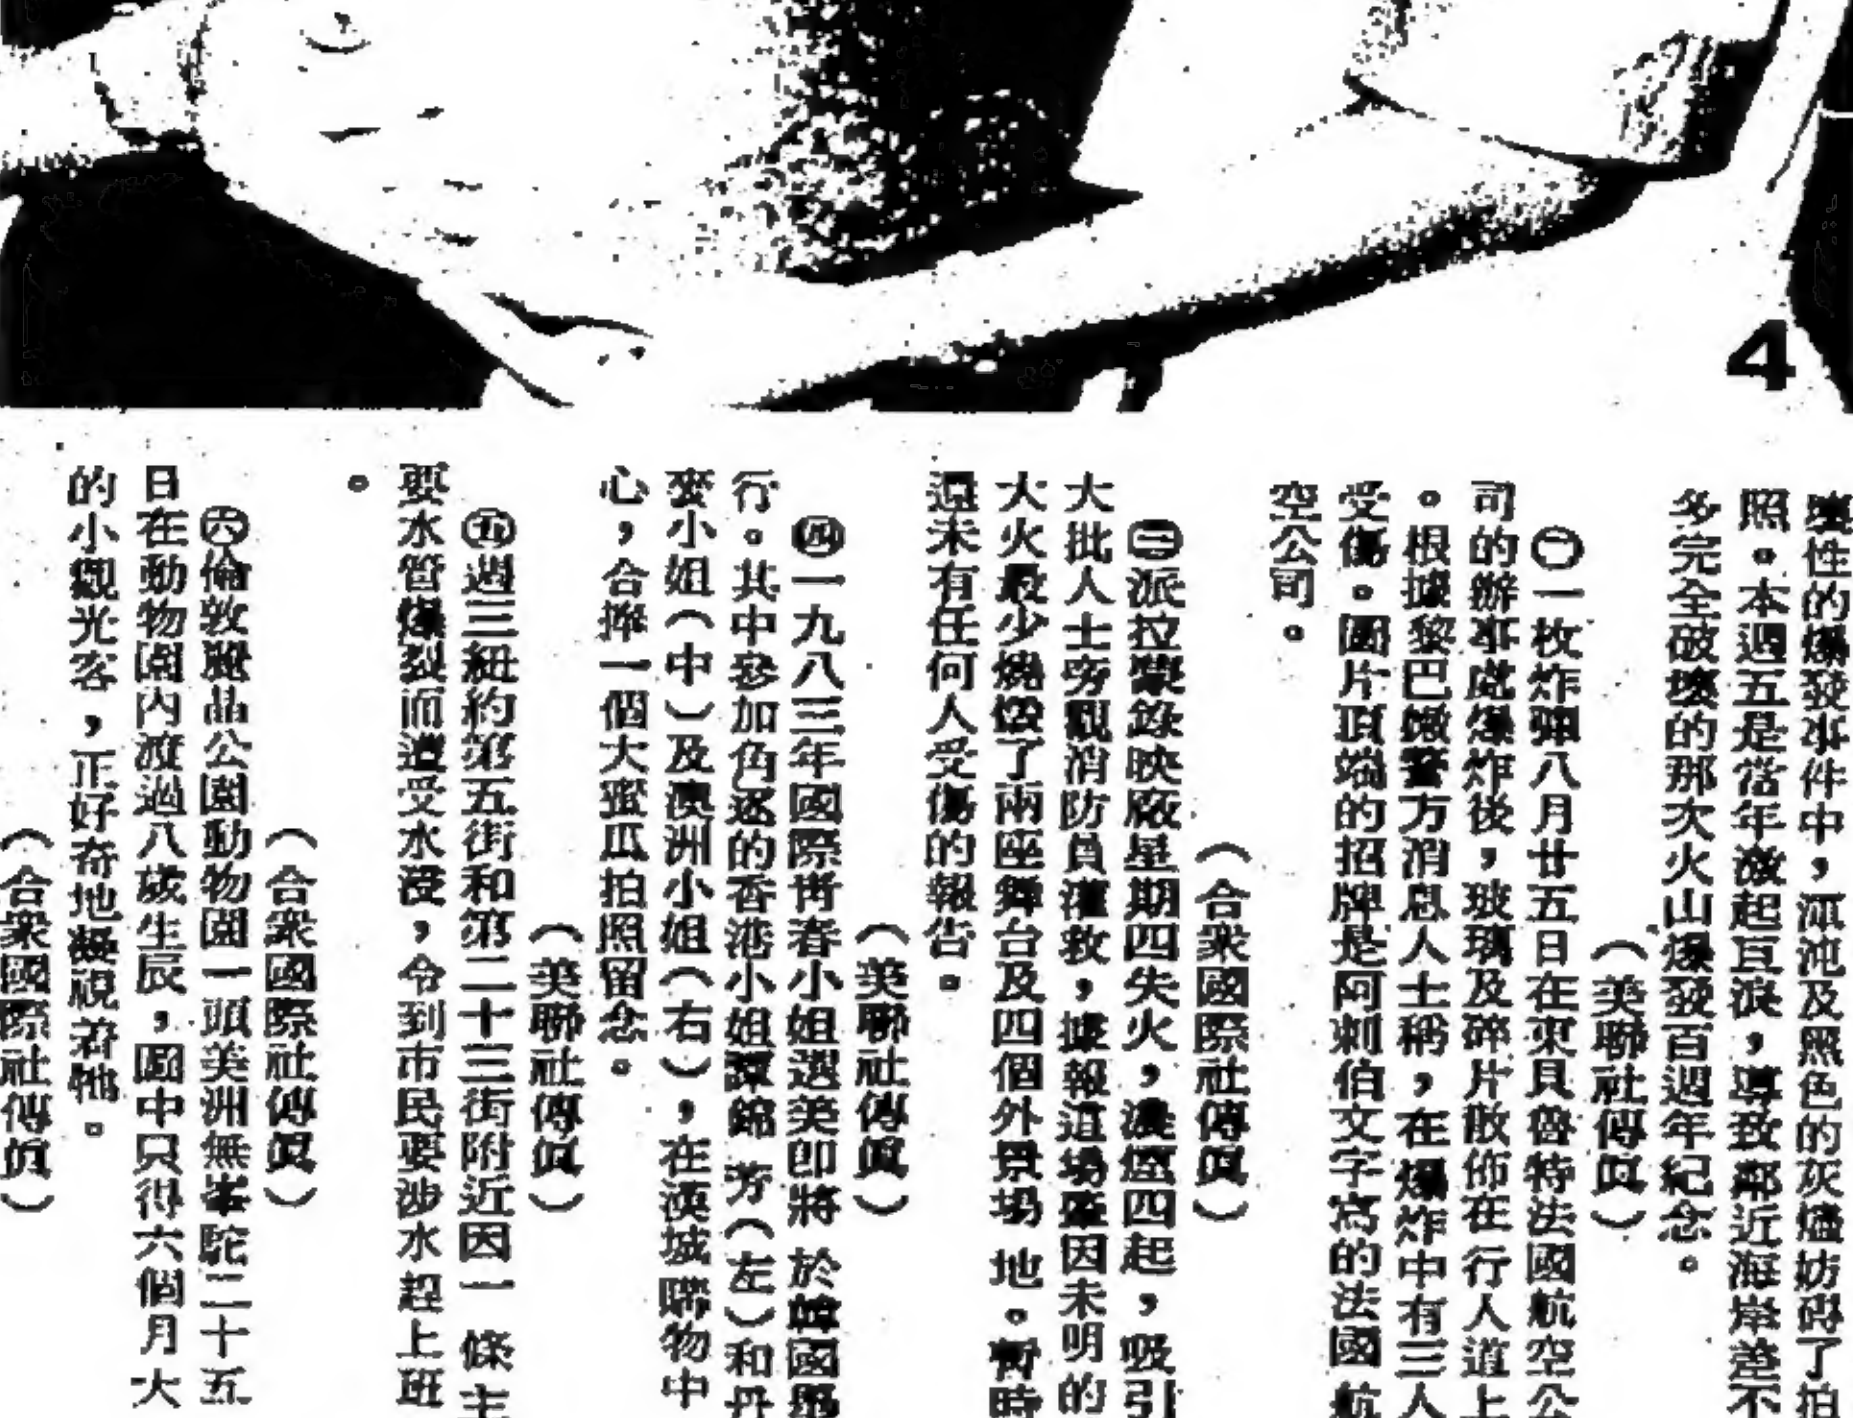 4
壞性的爆發事件中，混沌及黑色的灰燼妨碍了拍
照。本週五是當年激起巨浪，導致鄰近海岸差不
多完全破壞的那次火山爆發百週年紀念。
（美聯社傳眞）
㊀一枚炸彈八月廿五日在東貝魯特法國航空公
司的辦事處爆炸後，玻璃及碎片散佈在行人道上
。根據黎巴嫩警方消息人士稱，在爆炸中有三人
受傷。圖片頂端的招牌是阿刺伯文字寫的法國航
空公司。
（合衆國際社傳眞）
㊂派拉蒙錄映廠星期四失火，濃煙四起，吸引
大批人士旁觀消防員灌救，據報道場盤因未明的
大火最少燒燬了兩座舞台及四個外景場地。暫時
還未有任何人受傷的報告。
（美聯社傳眞）
㊃一九八三年國際青春小姐選美即將於韓國舉
行。其中參加角逐的香港小姐譚錦芳（左）和丹
麥小姐（中）及澳洲小姐（右），在漢城購物中
心，合捧一個大蜜瓜拍照留念。
（美聯社傳眞）
㊄週三紐約第五街和第二十三街附近因一條主
要水管爆裂而遭受水浸，令到市民要涉水趕上班
。
（合衆國際社傳眞）
㊅倫敦麗晶公園動物園一頭美洲無峯駝二十五
日在動物園內渡過八歲生辰，園中只得六個月大
的小觀光客，正好奇地凝視着牠。
（合衆國際社傳眞）